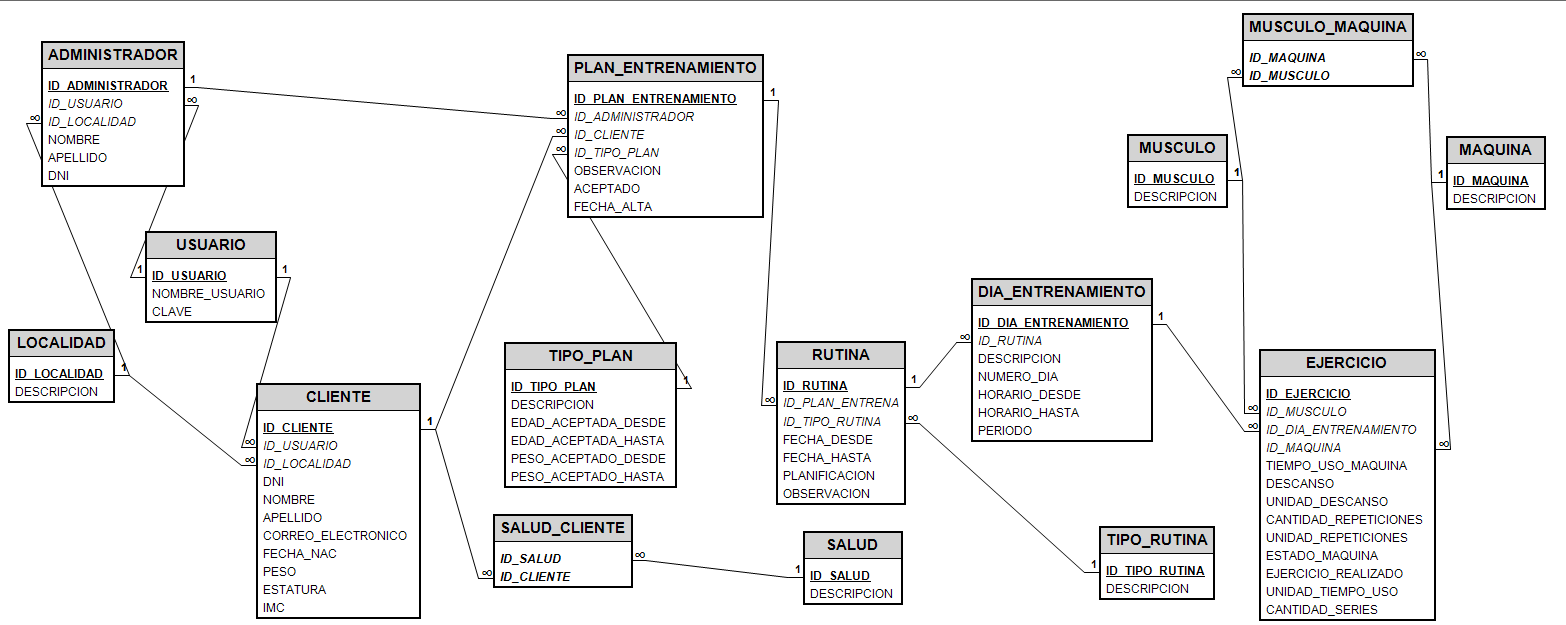 ADMINISTRADOR
ID_ADMINISTRADOR
ID_USUARIO
ID_LOCALIDAD
NOMBRE
APELLIDO
DNI
1
∞
∞
PLAN_ENTRENAMIENTO
ID_PLAN_ENTRENAMIENTO
ID_ADMINISTRADOR
ID_CLIENTE
ID_TIPO_PLAN
OBSERVACION
ACEPTADO
FECHA_ALTA
∞
∞
∞
1
MUSCULO_MAQUINA
ID_MAQUINA
ID_MUSCULO
∞
∞
MUSCULO
ID_MUSCULO
DESCRIPCION
1
MAQUINA
ID_MAQUINA
DESCRIPCION
1
USUARIO
ID_USUARIO
NOMBRE_USUARIO
CLAVE
1
1
LOCALIDAD
ID_LOCALIDAD
DESCRIPCION
1
CLIENTE
ID_CLIENTE
ID_USUARIO
ID_LOCALIDAD
DNI
NOMBRE
APELLIDO
CORREO_ELECTRONICO
FECHA_NAC
PESO
ESTATURA
IMC
∞
∞
1
TIPO_PLAN
ID_TIPO_PLAN
DESCRIPCION
EDAD_ACEPTADA_DESDE
EDAD_ACEPTADA_HASTA
PESO_ACEPTADO_DESDE
PESO_ACEPTADO_HASTA
1
SALUD_CLIENTE
ID_SALUD
ID_CLIENTE
∞
∞
SALUD
ID_SALUD
DESCRIPCION
1
RUTINA
ID_RUTINA
ID_PLAN_ENTRENA
ID_TIPO_RUTINA
FECHA_DESDE
FECHA_HASTA
PLANIFICACION
OBSERVACION
∞
1
∞
DIA_ENTRENAMIENTO
ID_DIA_ENTRENAMIENTO
ID_RUTINA
DESCRIPCION
NUMERO_DIA
HORARIO_DESDE
HORARIO_HASTA
PERIODO
∞
1
TIPO_RUTINA
ID_TIPO_RUTINA
DESCRIPCION
1
EJERCICIO
ID_EJERCICIO
ID_MUSCULO
ID_DIA_ENTRENAMIENTO
ID_MAQUINA
TIEMPO_USO_MAQUINA
DESCANSO
UNIDAD_DESCANSO
CANTIDAD_REPETICIONES
UNIDAD_REPETICIONES
ESTADO_MAQUINA
EJERCICIO_REALIZADO
UNIDAD_TIEMPO_USO
CANTIDAD_SERIES
∞
∞
∞